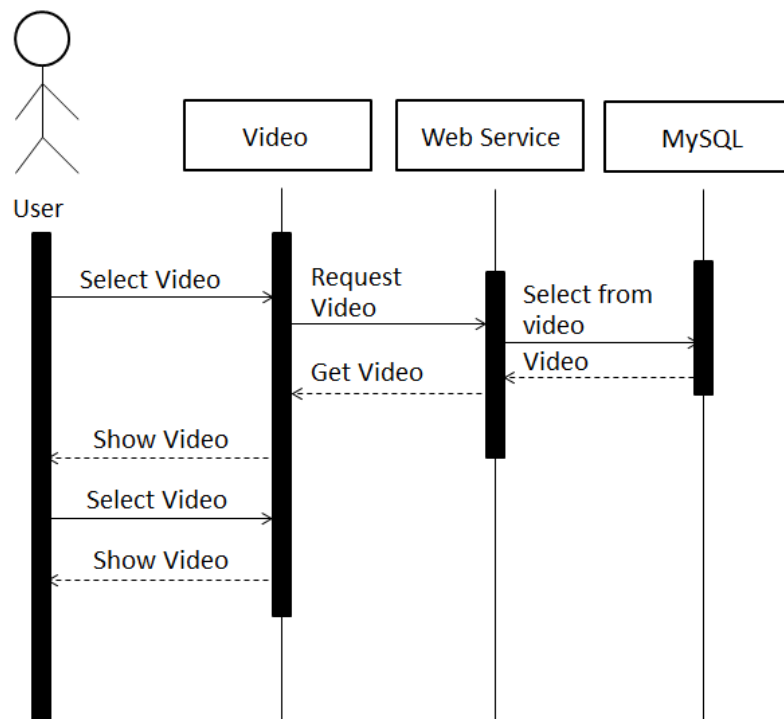 Video
Web Service
MySQL
User
Select Video
Request
Video
Select from
video
Video
Get Video
Show Video
Select Video
Show Video